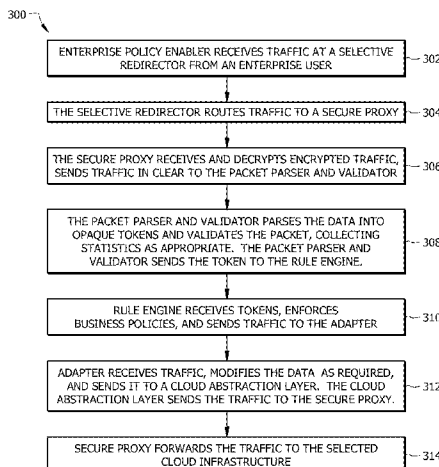 300
ENTERPRISE POLICY ENABLER RECEIVES TRAFFIC AT A SELECTIVE
REDIRECTOR FROM AN ENTERPRISE USER
302
THE SELECTIVE REDIRECTOR ROUTES TRAFFIC TO A SECURE PROXY
304
THE SECURE PROXY RECEIVES AND DECRYPTS ENCRYPTED TRAFFIC,
SENDS TRAFFIC IN CLEAR TO THE PACKET PARSER AND VALIDATOR
306
THE PACKET PARSER AND VALIDATOR PARSES THE DATA INTO
OPAQUE TOKENS AND VALIDATES THE PACKET, COLLECTING
STATISTICS AS APPROPRIATE. THE PACKET PARSER AND
VALIDATOR SENDS THE TOKEN TO THE RULE ENGINE.
308
RULE ENGINE RECEIVES TOKENS, ENFORCES
BUSINESS POLICIES, AND SENDS TRAFFIC TO THE ADAPTER
310
ADAPTER RECEIVES TRAFFIC, MODIFIES THE DATA AS REQUIRED,
AND SENDS IT TO A CLOUD ABSTRACTION LAYER. THE CLOUD
ABSTRACTION LAYER SENDS THE TRAFFIC TO THE SECURE PROXY.
312
SECURE PROXY FORWARDS THE TRAFFIC TO THE SELECTED
CLOUD INFRASTRUCTURE
314